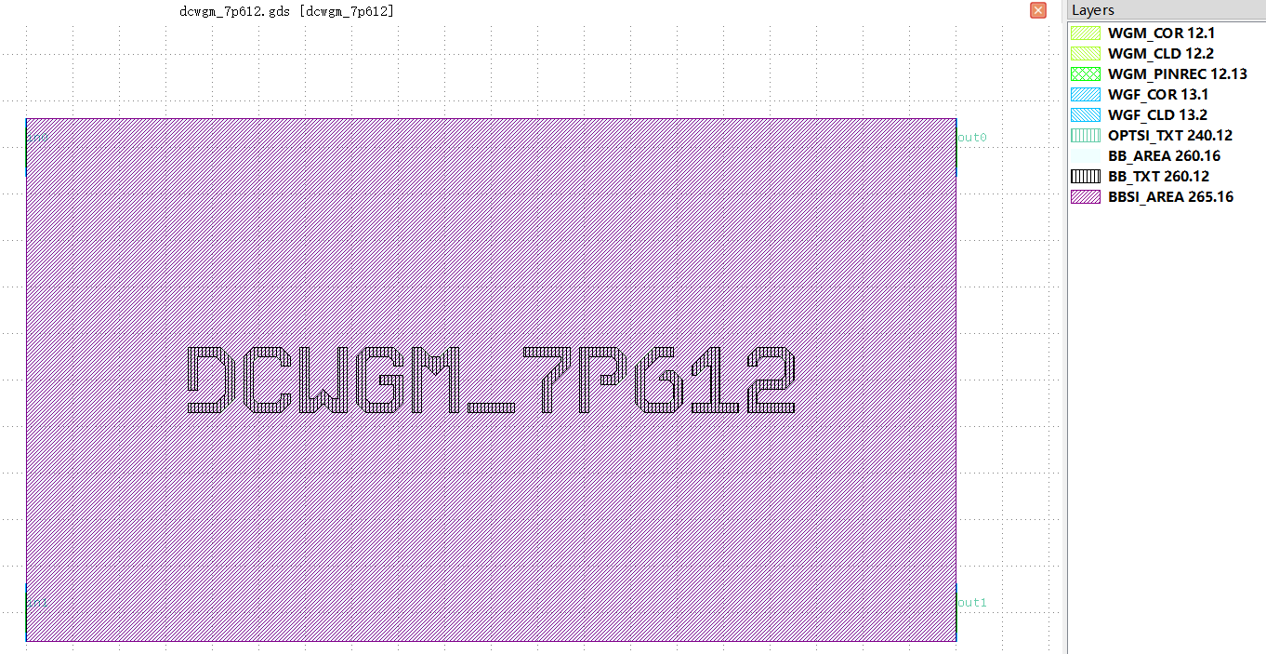 dcwgm_7p612.gds [dcwgm_7p612]
Layers
WGM_COR 12.1
WGM_CLD 12.2
WGM_PINREC 12.13
WGF_COR 13.1
WGF_CLD 13.2
OPTSI_TXT 240.12
BB_AREA 260.16
BB_TXT 260.12
BBSI_AREA 265.16
in0
out0
DCWGM_7P612
in1
out1